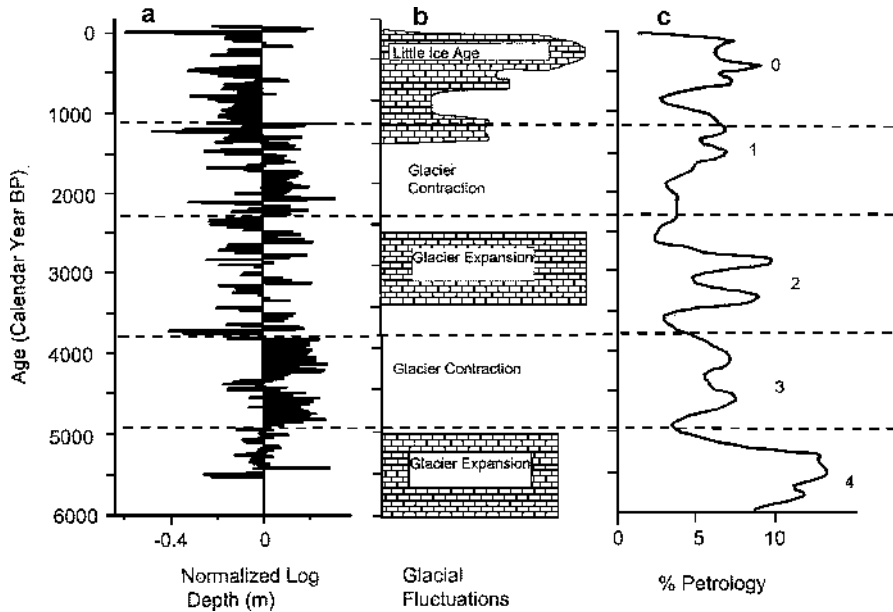 a
b
c
Age (Calendar Year BP).
0
1000
2000
3000
4000
5000
6000
-0.4
0
Normalized Log
Depth (m)
Little Ice Age
Glacier
Contraction
Glacier Expansion
Glacier Contraction
Glacier Expansion
Glacial
Fluctuations
0
1
2
3
4
0
5
10
% Petrology